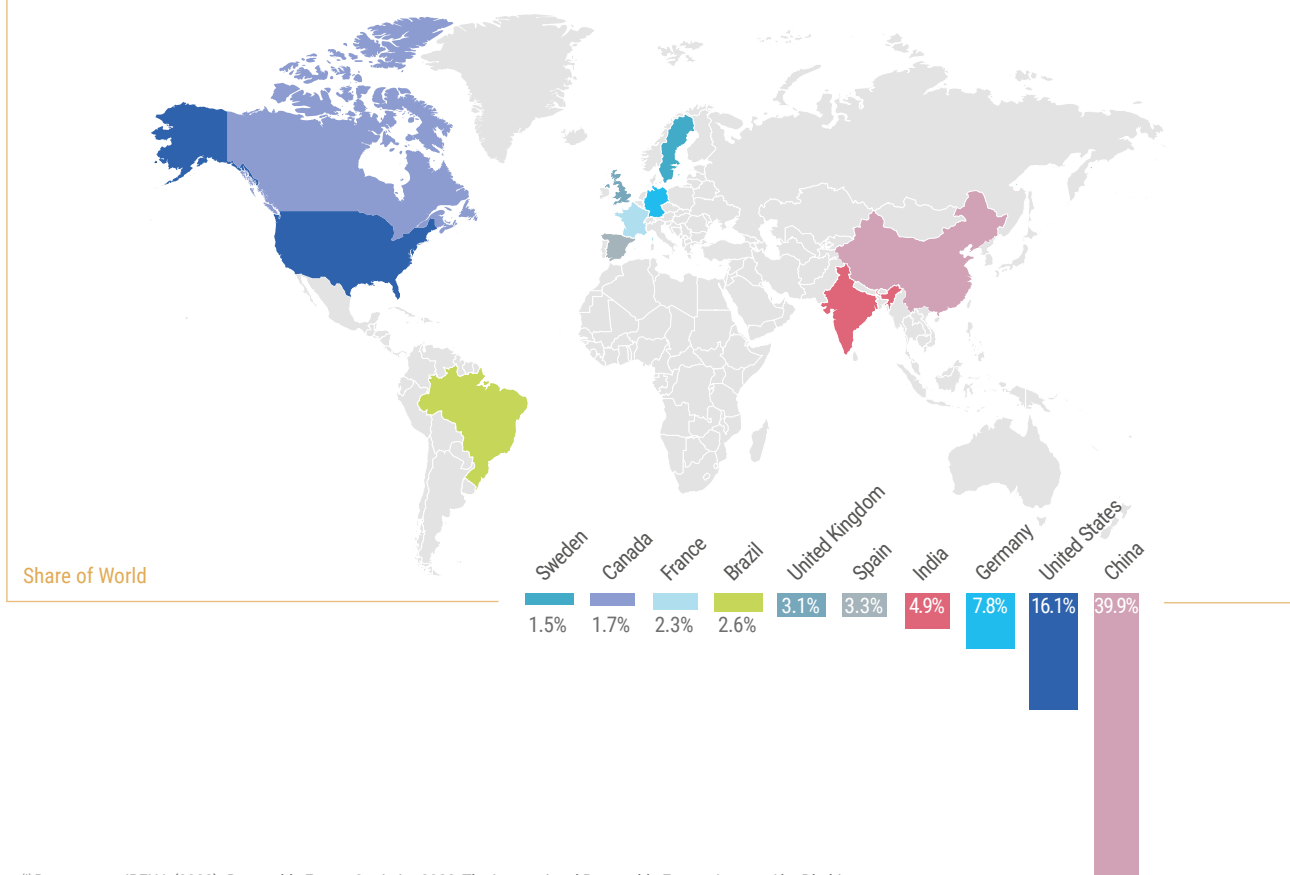 Share of World
Sweden
Canada
France
Brazil
United Kingdom
Spain
India
Germany
United States
China
1.5%
1.7%
2.3%
2.6%
3.1%
3.3%
4.9%
7.8%
16.1%
39.9%